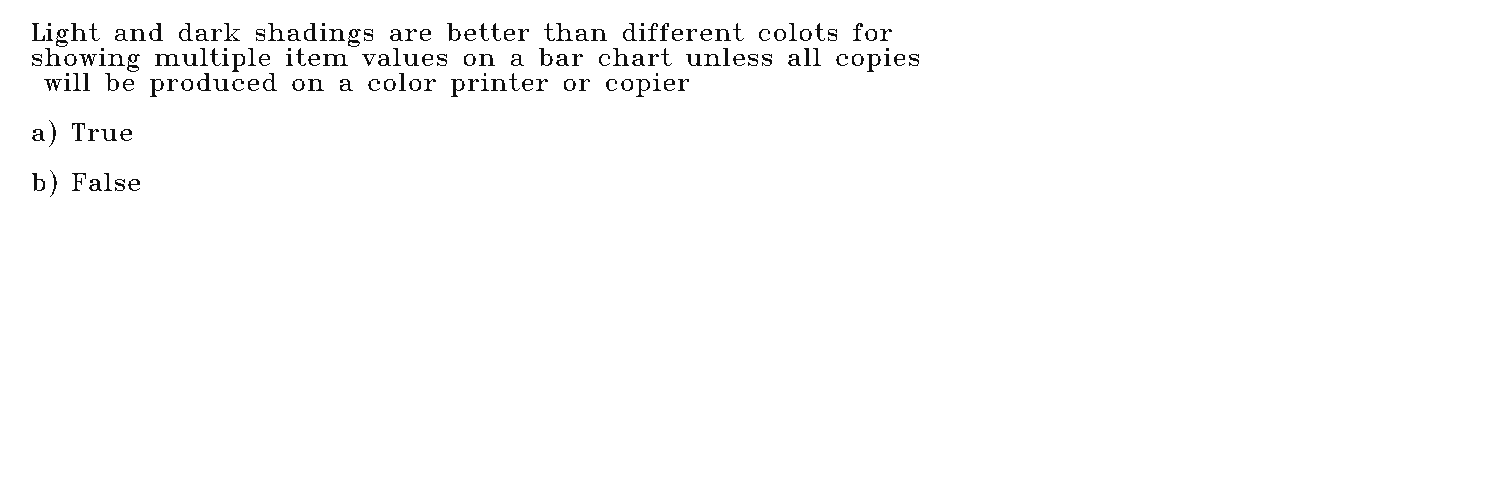 Light and dark shadings are better than different colots for
showing multiple item values on a bar chart unless all copies
will be produced on a color printer or copier
a) True
b) False